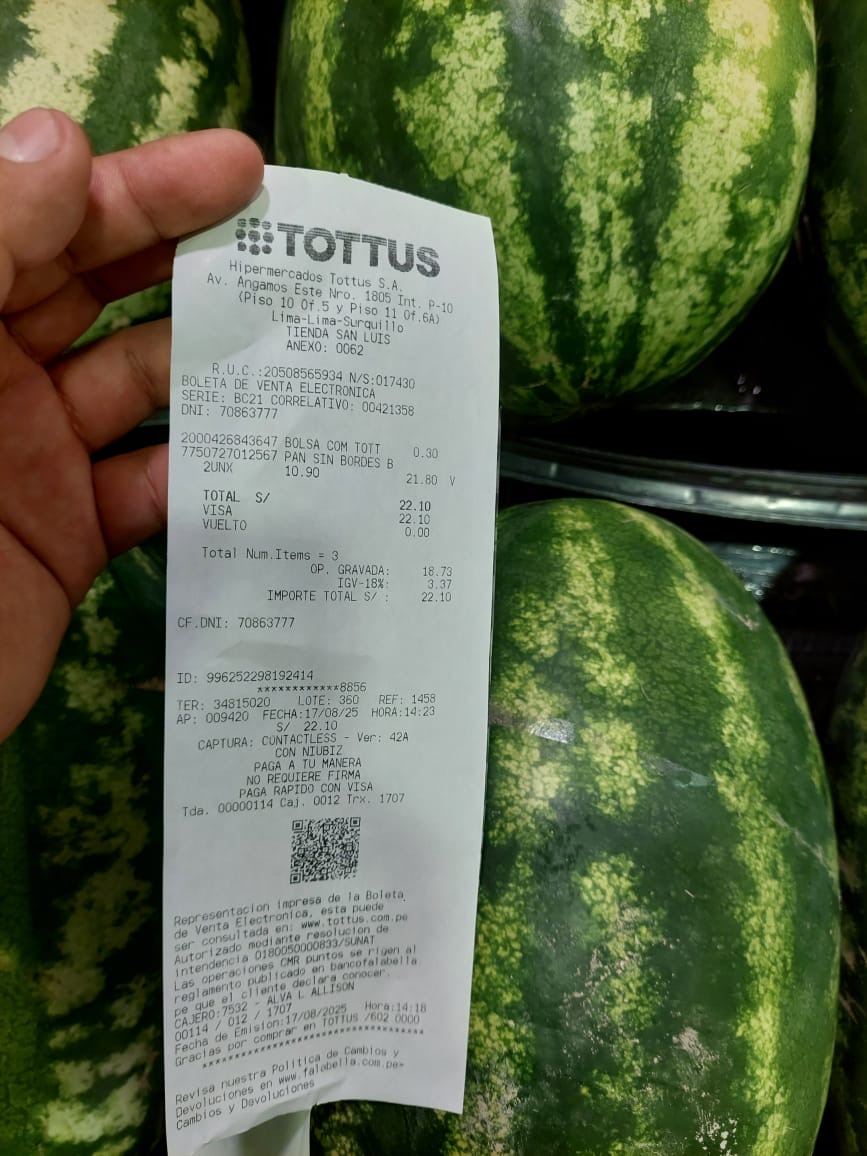 TOTTUS
Hipermercados Tottus S.A.
Av. Angamos Este Nro. 1805 Int. P-10
(Piso 10 Of.5 y Piso 11 Of.6A)
Lima-Lima-Surquillo
TIENDA SAN LUIS
ANEXO: 0062
R.U.C.:20508565934 N/S:017430
BOLETA DE VENTA ELECTRONICA
SERIE: BC21 CORRELATIVO: 00421358
DNI: 70863777
2000426843647 BOLSA COM TOTT 0.30
7750727012567 PAN SIN BORDES B
2UNX 10.90 21.80 V
TOTAL S/ 22.10
VISA 22.10
VUELTO 0.00
Total Num.Items = 3
OP. GRAVADA: 18.73
IGV-18%: 3.37
IMPORTE TOTAL S/ : 22.10
CF.DNI: 70863777
ID: 996252298192414
************8856
TER: 34815020 LOTE: 360 REF: 1458
AP: 009420 FECHA:17/08/25 HORA:14:23
S/ 22.10
CAPTURA: CONTACTLESS - Ver: 42A
CON NIUBIZ
PAGA A TU MANERA
NO REQUIERE FIRMA
PAGA RAPIDO CON VISA
Tda. 00000114 Caj. 0012 Trx. 1707
Representacion impresa de la Boleta
de Venta Electronica, esta puede
ser consultada en: www.tottus.com.pe
Autorizado mediante resolucion de
intendencia 0180050000833/SUNAT
Las operaciones CMR puntos se rigen al
reglamento publicado en bancofalabella.
pe que el cliente declara conocer.
CAJERO:7532 - ALVA L ALLISON
00114 / 012 / 1707 Hora:14:18
Fecha de Emision:17/08/2025
Gracias por comprar en TOTTUS /602 0000
************************************
Revisa nuestra Politica de Cambios y
Devoluciones en www.falabella.com.pe-
Cambios y Devoluciones